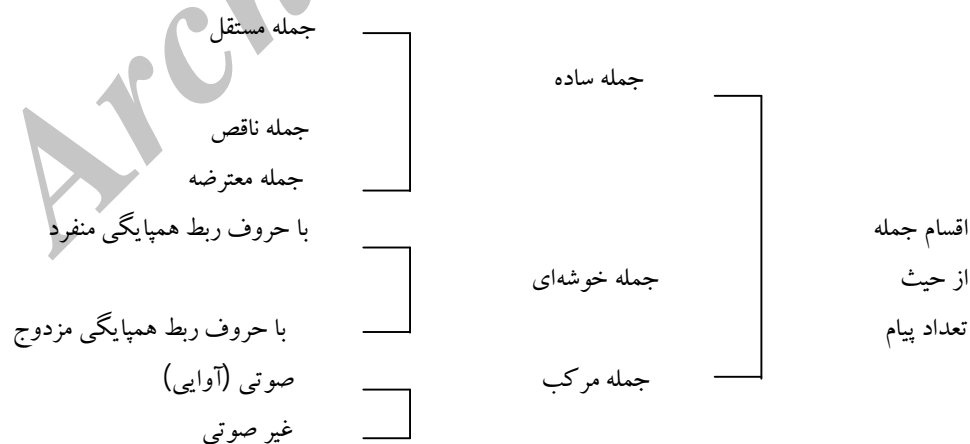 جمله مستقل
جمله ساده
جمله ناقص
جمله معترضه
اقسام جمله
با حروف ربط همپایگی منفرد
از حیث
جمله خوشه‌ای
تعداد پیام
با حروف ربط همپایگی مزدوج
جمله مرکب
صوتی (آوایی)
غیر صوتی